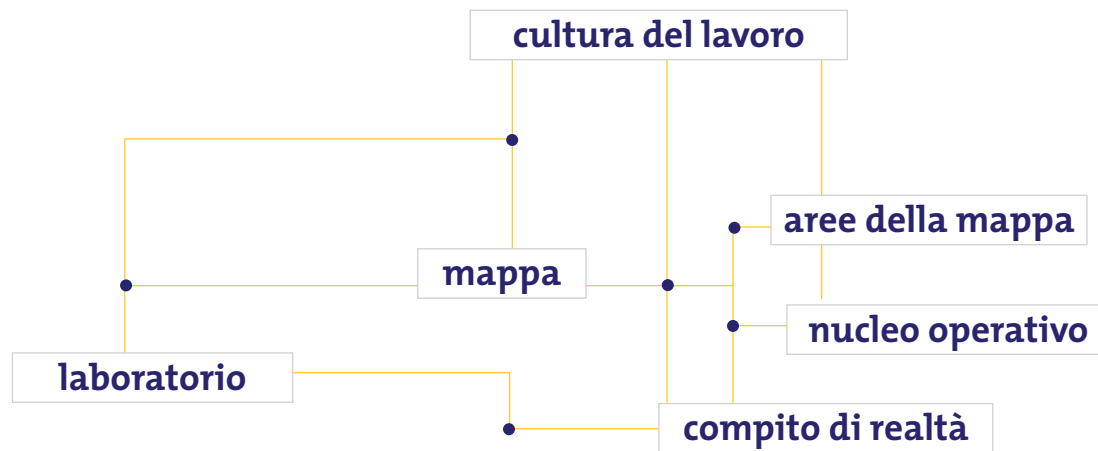 cultura del lavoro
aree della mappa
mappa
nucleo operativo
laboratorio
compito di realtà